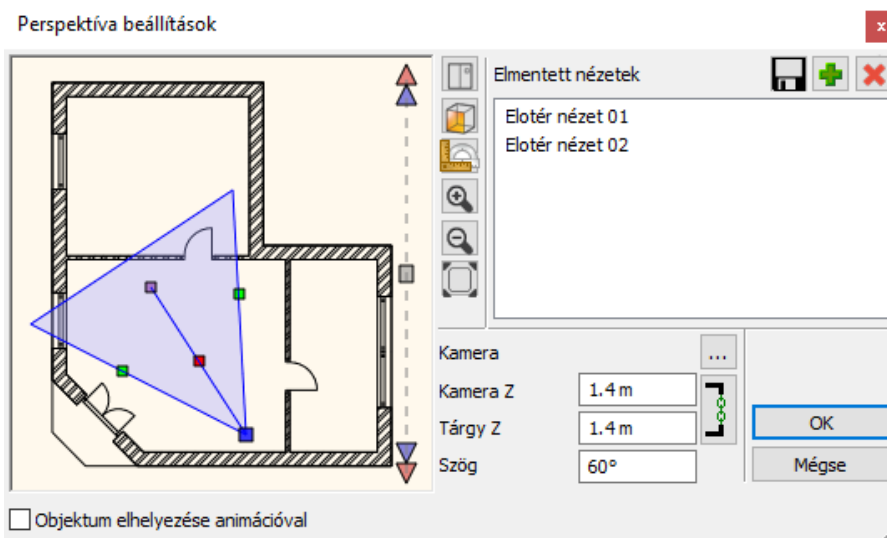 Perspektíva beállítások
x
Elmentett nézetek
Elotér nézet 01
Elotér nézet 02
Kamera
...
Kamera Z 1.4 m
Tárgy Z 1.4 m
OK
Szög 60°
Mégse
Objektum elhelyezése animációval